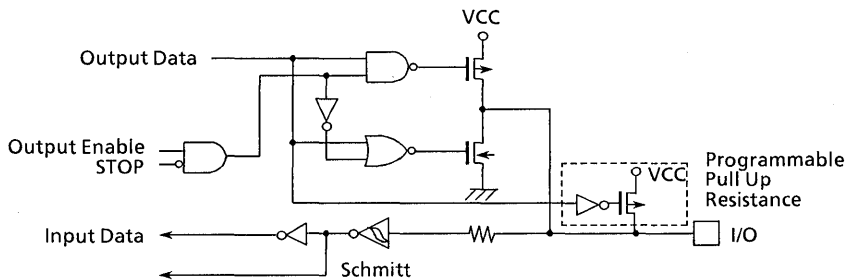 VCC
Output Data
Output Enable
STOP
Programmable
Pull Up
Resistance
VCC
Input Data
I/O
Schmitt